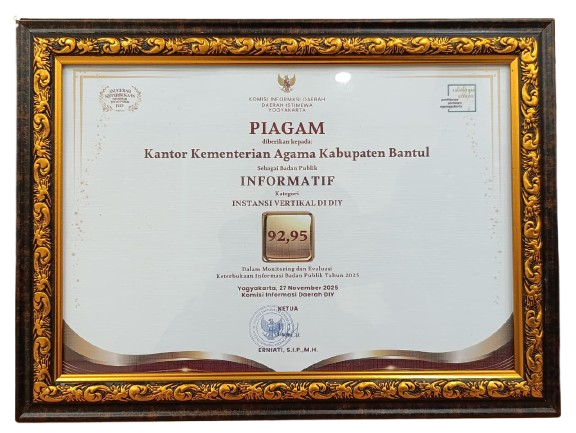 ANUGERAH
KETERBUKAAN
KOMISI INFORMASI DAERAH
DAERAH ISTIMEWA
YOGYAKARTA
PIAGAM
diberikan kepada:
Kantor Kementerian Agama Kabupaten Bantul
Sebagai Badan Publik
INFORMATIF
Kategori
INSTANSI VERTIKAL DI DIY
92,95
Dalam Monitoring dan Evaluasi
Keterbukaan Informasi Badan Publik Tahun 2025
Yogyakarta, 27 November 2025
Komisi Informasi Daerah DIY
KETUA
ERNIATI, S.I.P.,M.H.